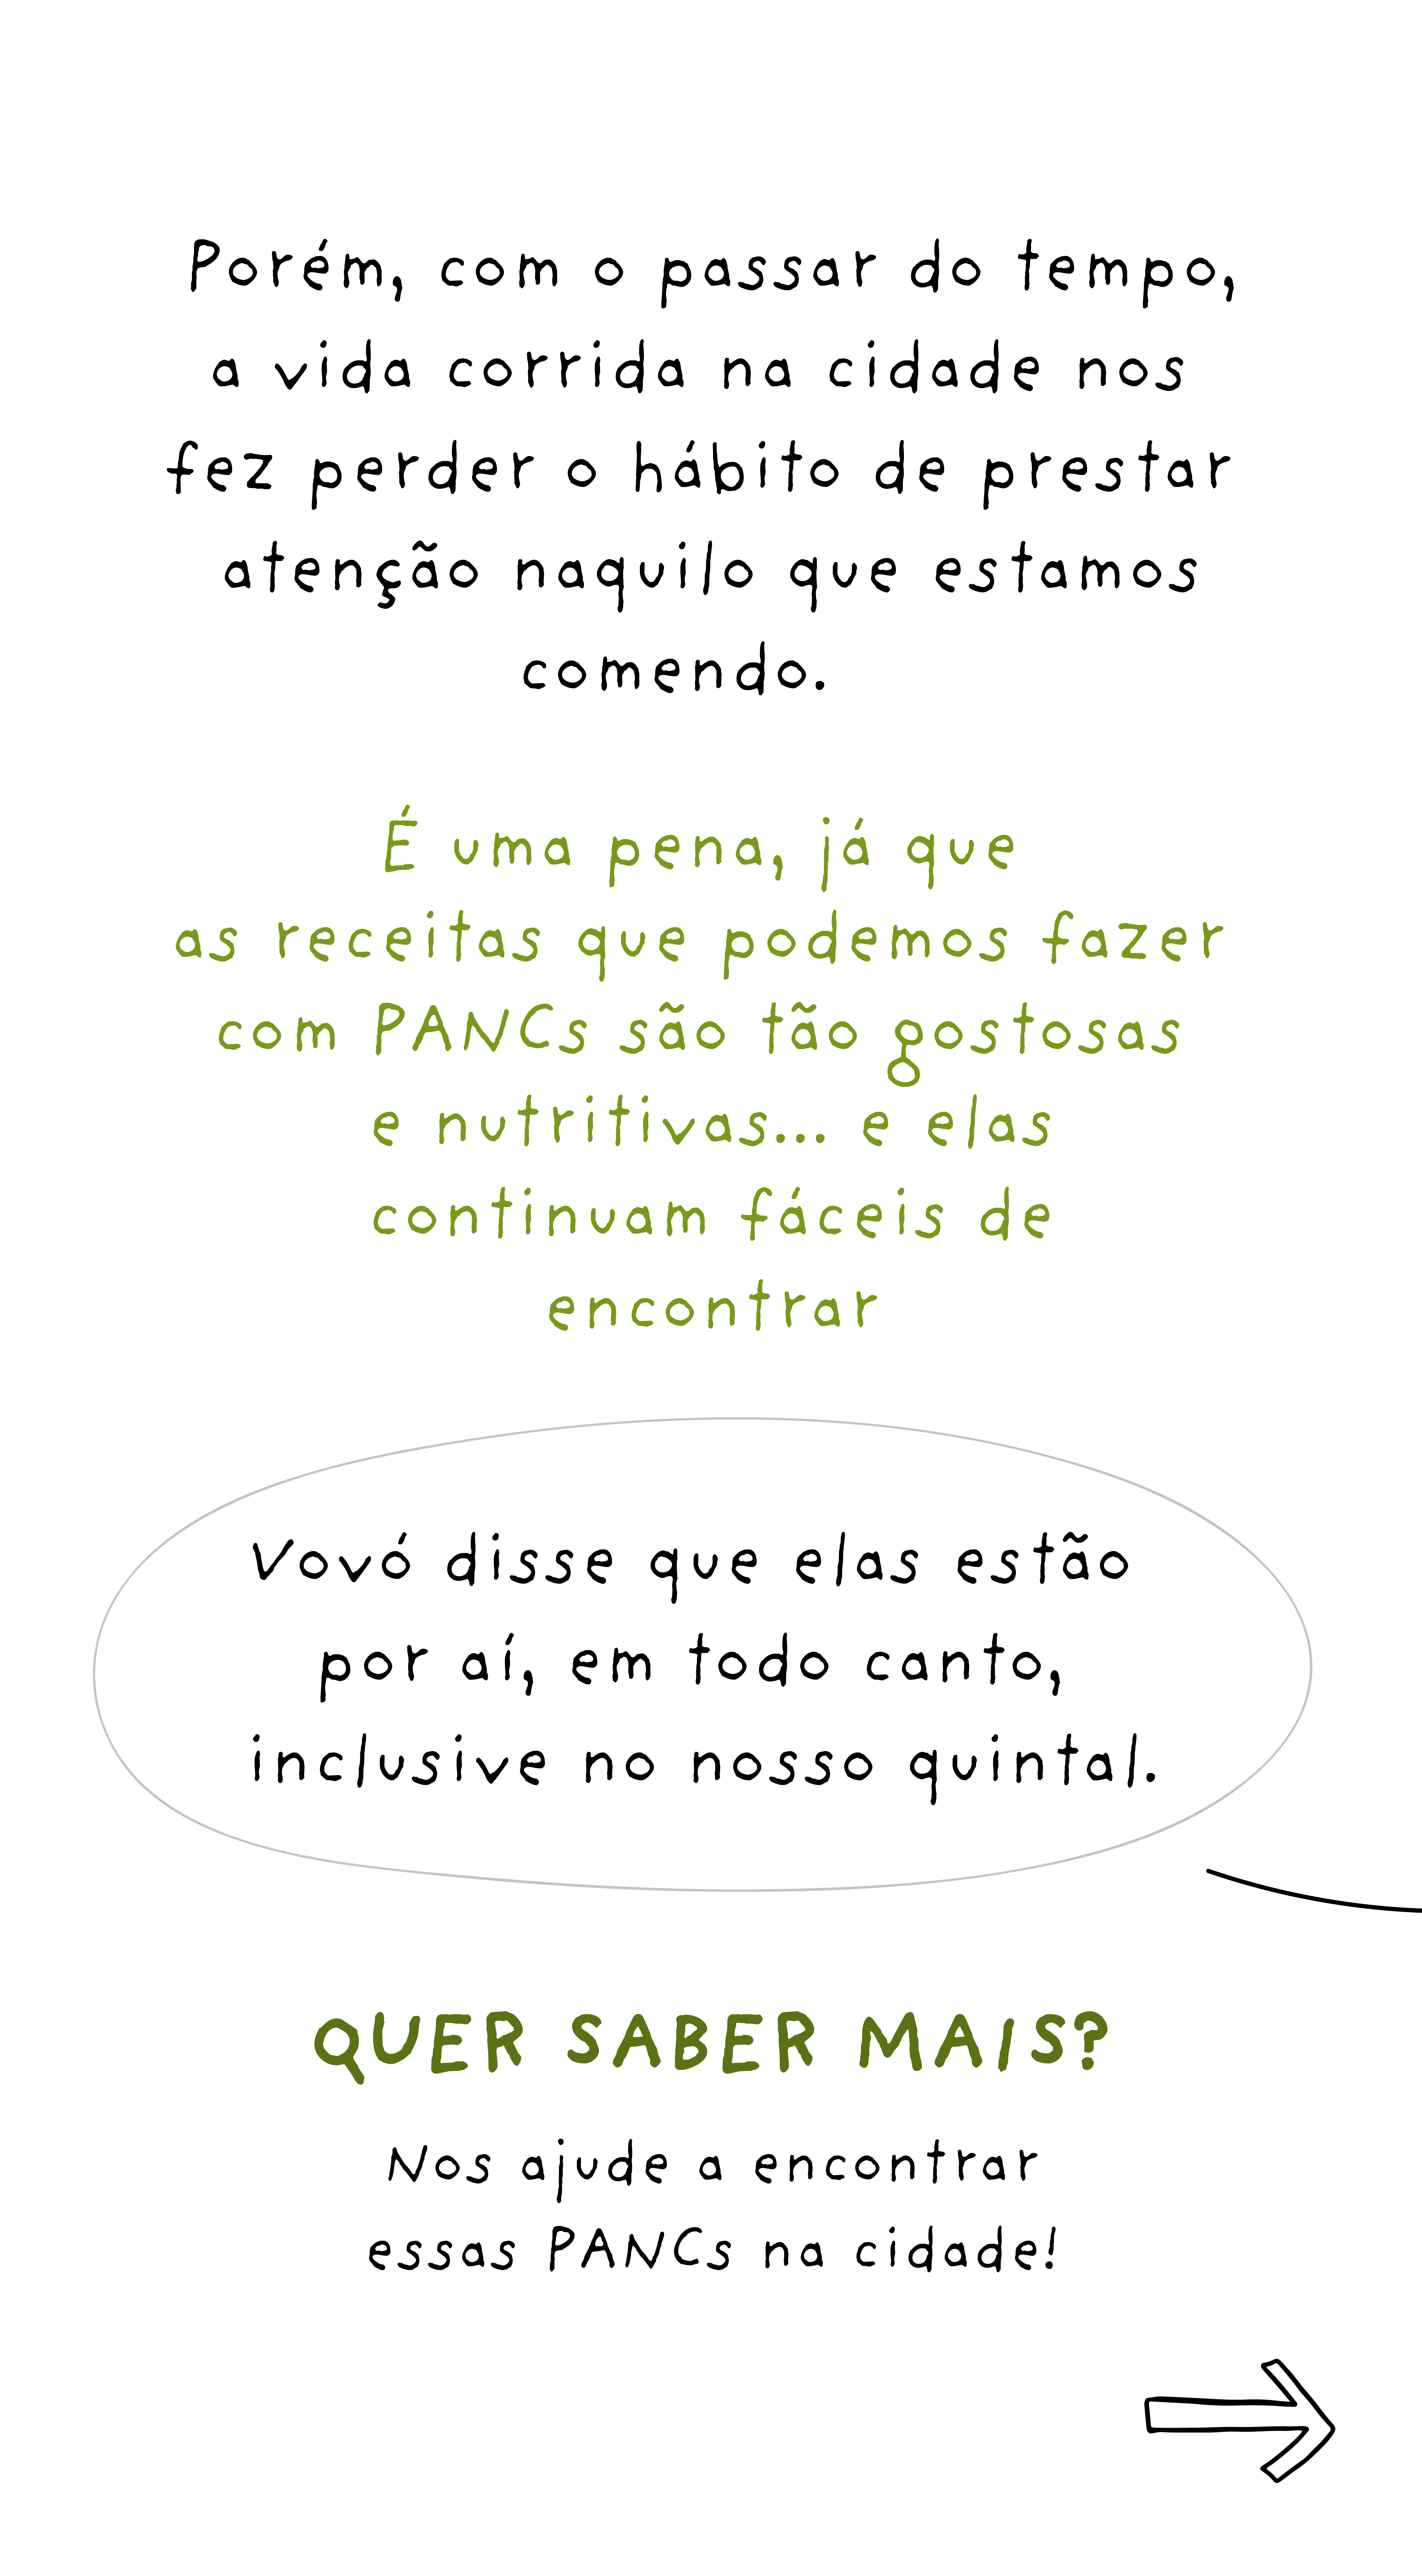 Porém, com o passar do tempo,
a vida corrida na cidade nos
fez perder o hábito de prestar
atenção naquilo que estamos
comendo.
É uma pena, já que
as receitas que podemos fazer
com PANCs são tão gostosas
e nutritivas... e elas
continuam fáceis de
encontrar
Vovó disse que elas estão
por aí, em todo canto,
inclusive no nosso quintal.
QUER SABER MAIS?
Nos ajude a encontrar
essas PANCs na cidade!